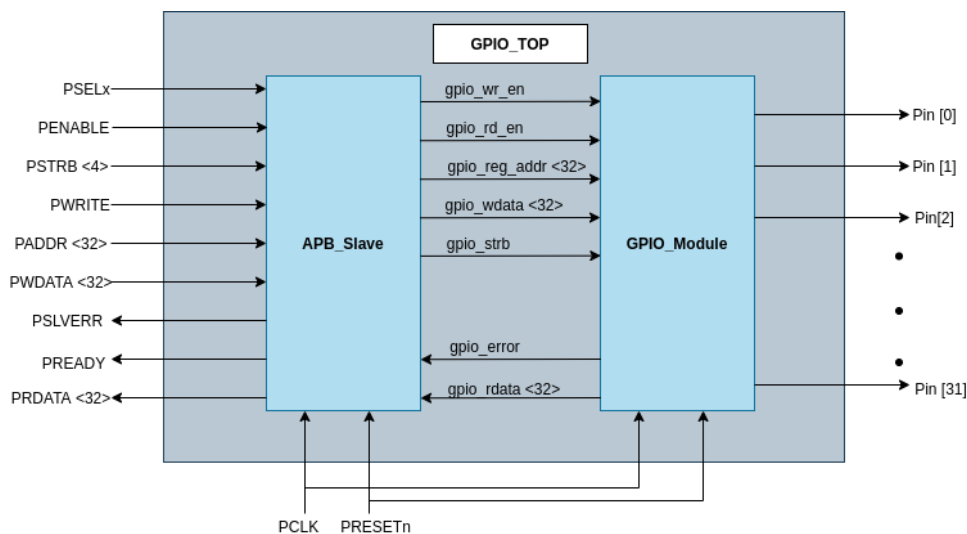 GPIO_TOP
PSELx
PENABLE
PSTRB <4>
PWRITE
PADDR <32>
PWDATA <32>
PSLVERR
PREADY
PRDATA <32>
APB_Slave
gpio_wr_en
gpio_rd_en
gpio_reg_addr <32>
gpio_wdata <32>
gpio_strb
gpio_error
gpio_rdata <32>
GPIO_Module
Pin [0]
Pin [1]
Pin[2]
Pin [31]
PCLK
PRESETn